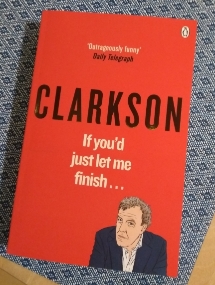 'Outrageously funny'
Daily Telegraph
CLARKSON
If you'd
just let me
finish...